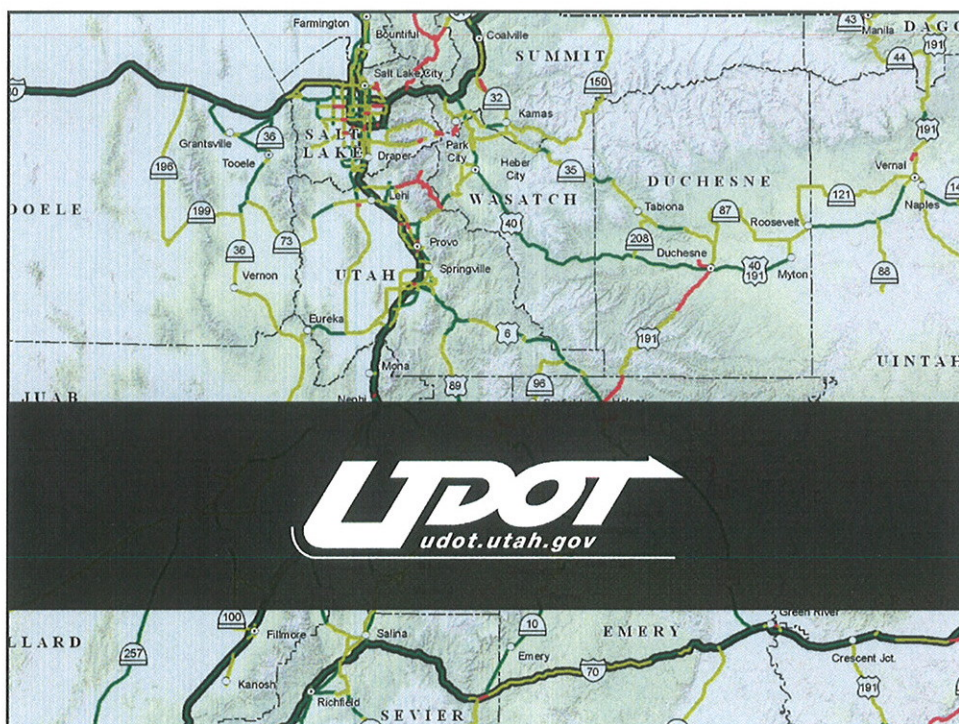 Farmington
Bountiful
Coalville
43
Manila
DAGG
191
44
SUMMIT
150
Salt Lake City
80
32
Kamas
Grantsville
36
SALT
LAKE
Park
City
191
Tooele
Draper
Heber
City
35
Vernal
196
DUCHESNE
121
14
Lehi
WASATCH
Tabiona
87
Roosevelt
Naples
OOELE
199
73
40
208
36
Provo
Duchesne
40
191
Myton
88
Vernon
UTAH
Springville
Eureka
6
191
UINTAH
Mona
89
96
JUAB
Nephi
UDOT
udot.utah.gov
100
Fillmore
Salina
10
EMERY
Green River
LLARD
257
Emery
70
Crescent Jct.
Kanosh
Richfield
191
SEVIER